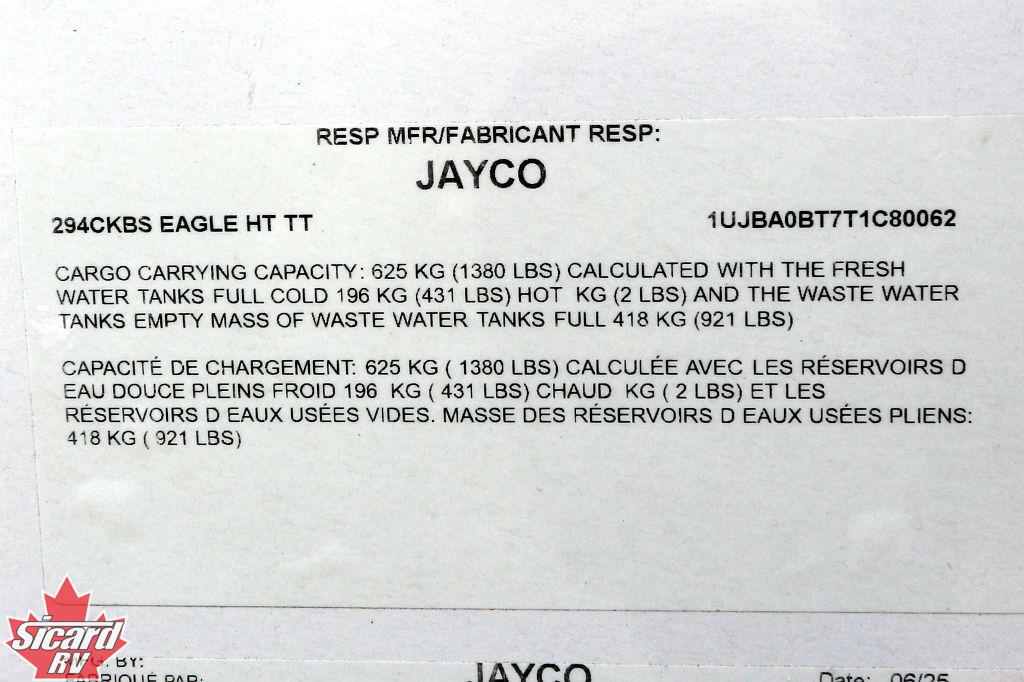 RESP MFR/FABRICANT RESP:
JAYCO
294CKBS EAGLE HT TT 1UJBA0BT7T1C80062
CARGO CARRYING CAPACITY: 625 KG (1380 LBS) CALCULATED WITH THE FRESH
WATER TANKS FULL COLD 196 KG (431 LBS) HOT KG (2 LBS) AND THE WASTE WATER
TANKS EMPTY MASS OF WASTE WATER TANKS FULL 418 KG (921 LBS)
CAPACITÉ DE CHARGEMENT: 625 KG ( 1380 LBS) CALCULÉE AVEC LES RÉSERVOIRS D
EAU DOUCE PLEINS FROID 196 KG ( 431 LBS) CHAUD KG ( 2 LBS) ET LES
RÉSERVOIRS D EAUX USÉES VIDES. MASSE DES RÉSERVOIRS D EAUX USÉES PLIENS:
418 KG ( 921 LBS)
Sicard
RV
MFG. BY:
FABRIQUÉ PAR: JAYCO Date: 06/25